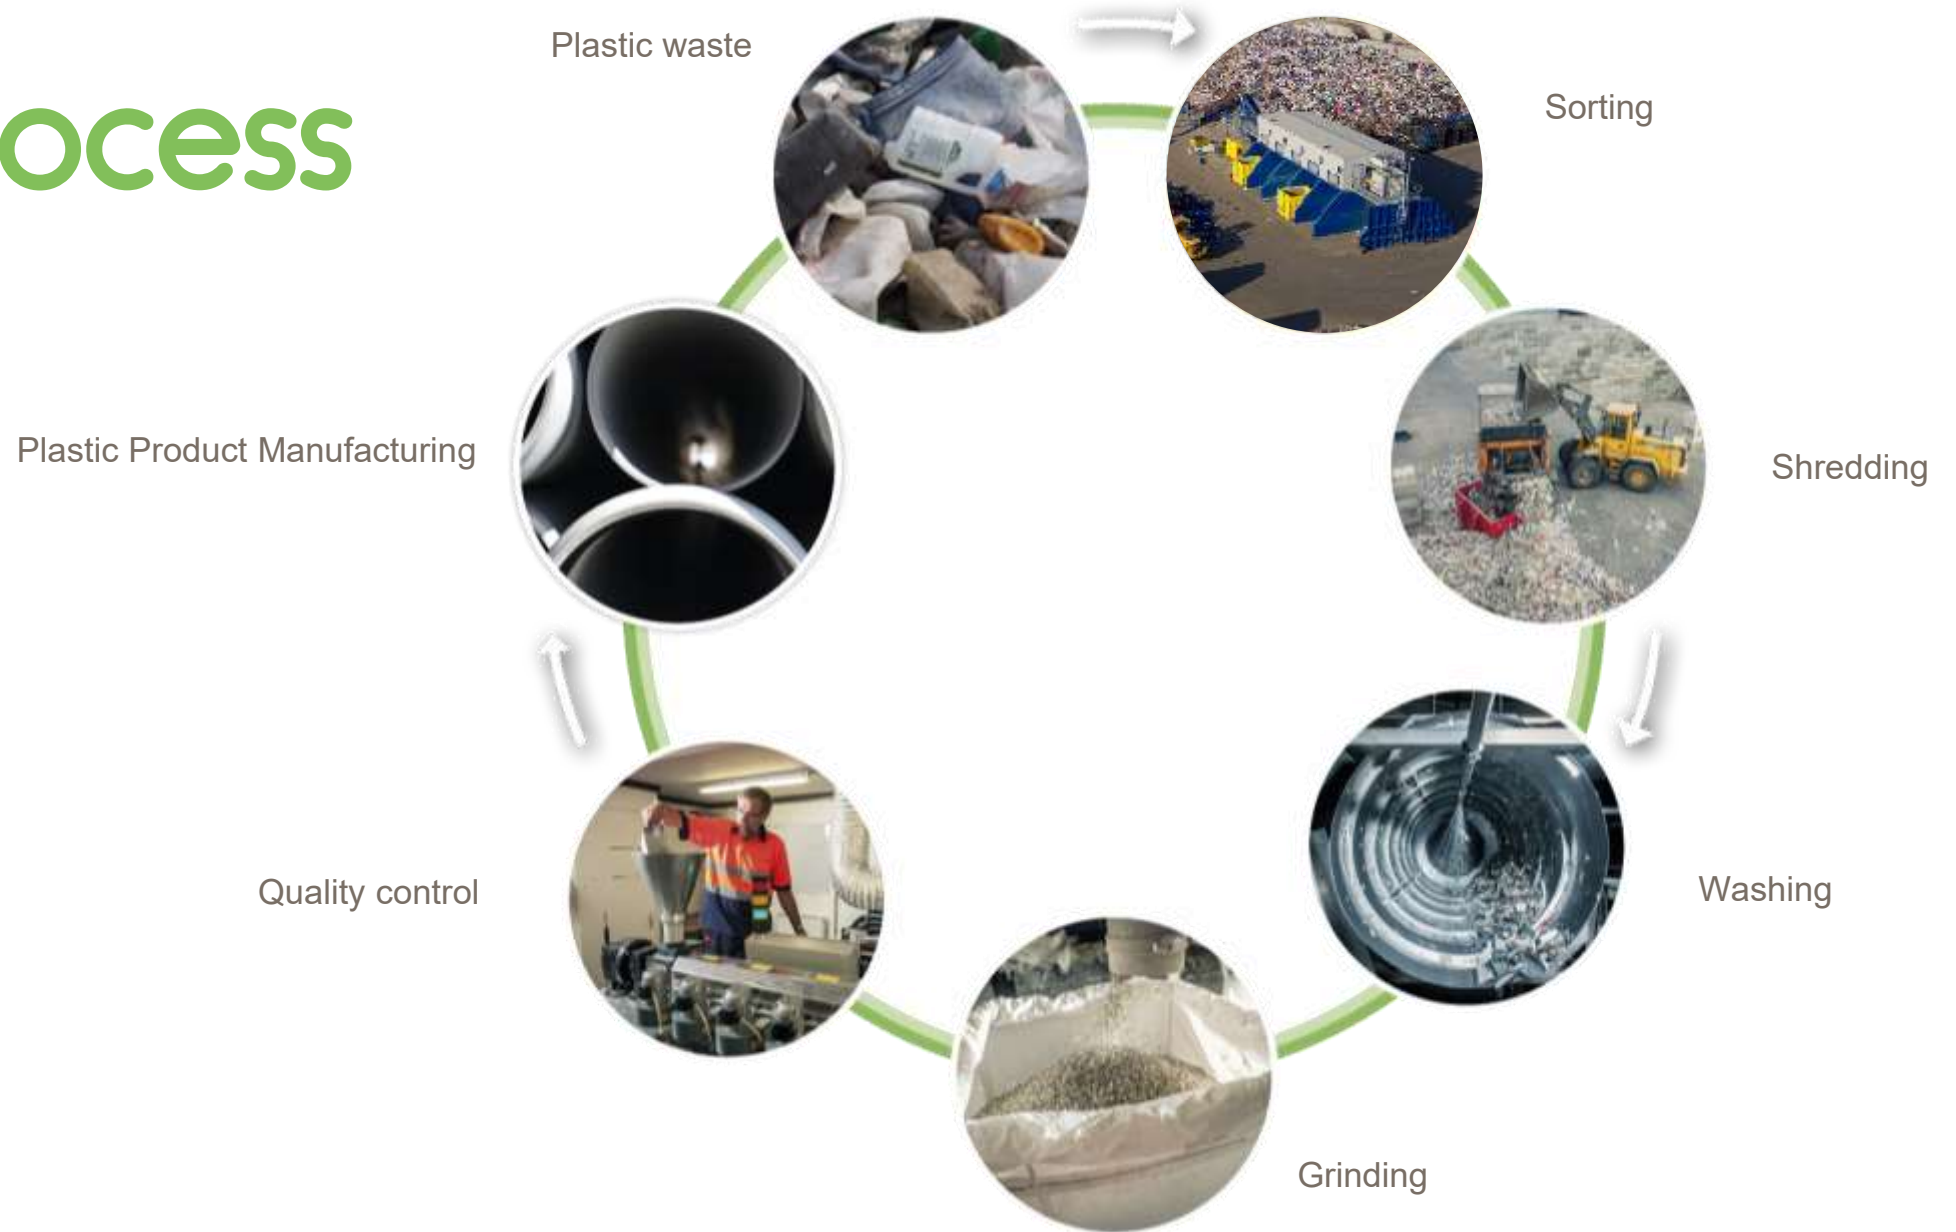 ocess
Plastic waste
Sorting
Shredding
Washing
Grinding
Quality control
Plastic Product Manufacturing